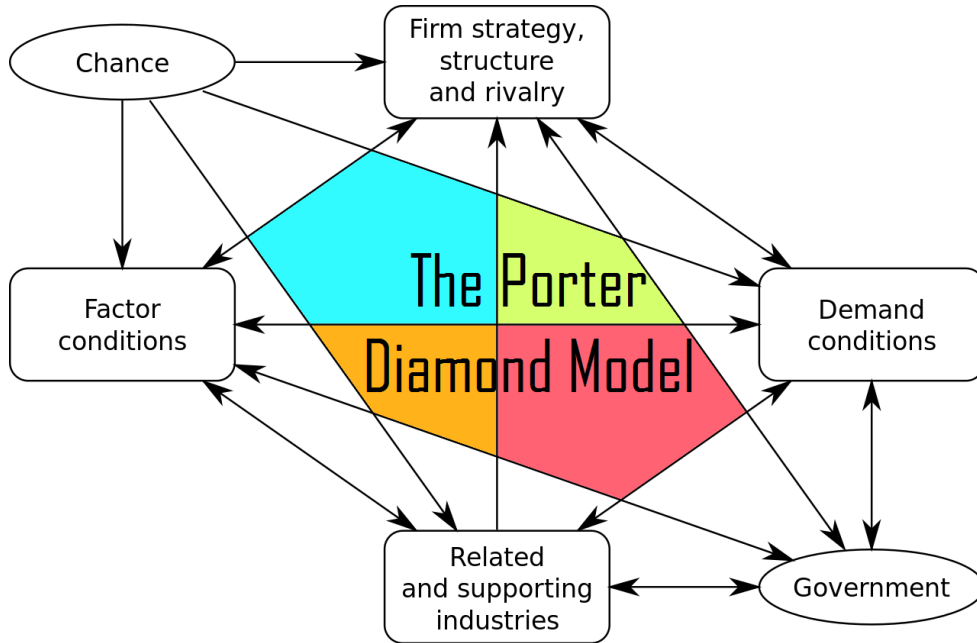 Chance
Firm strategy,
structure
and rivalry
The Porter
Diamond Model
Factor
conditions
Demand
conditions
Related
and supporting
industries
Government